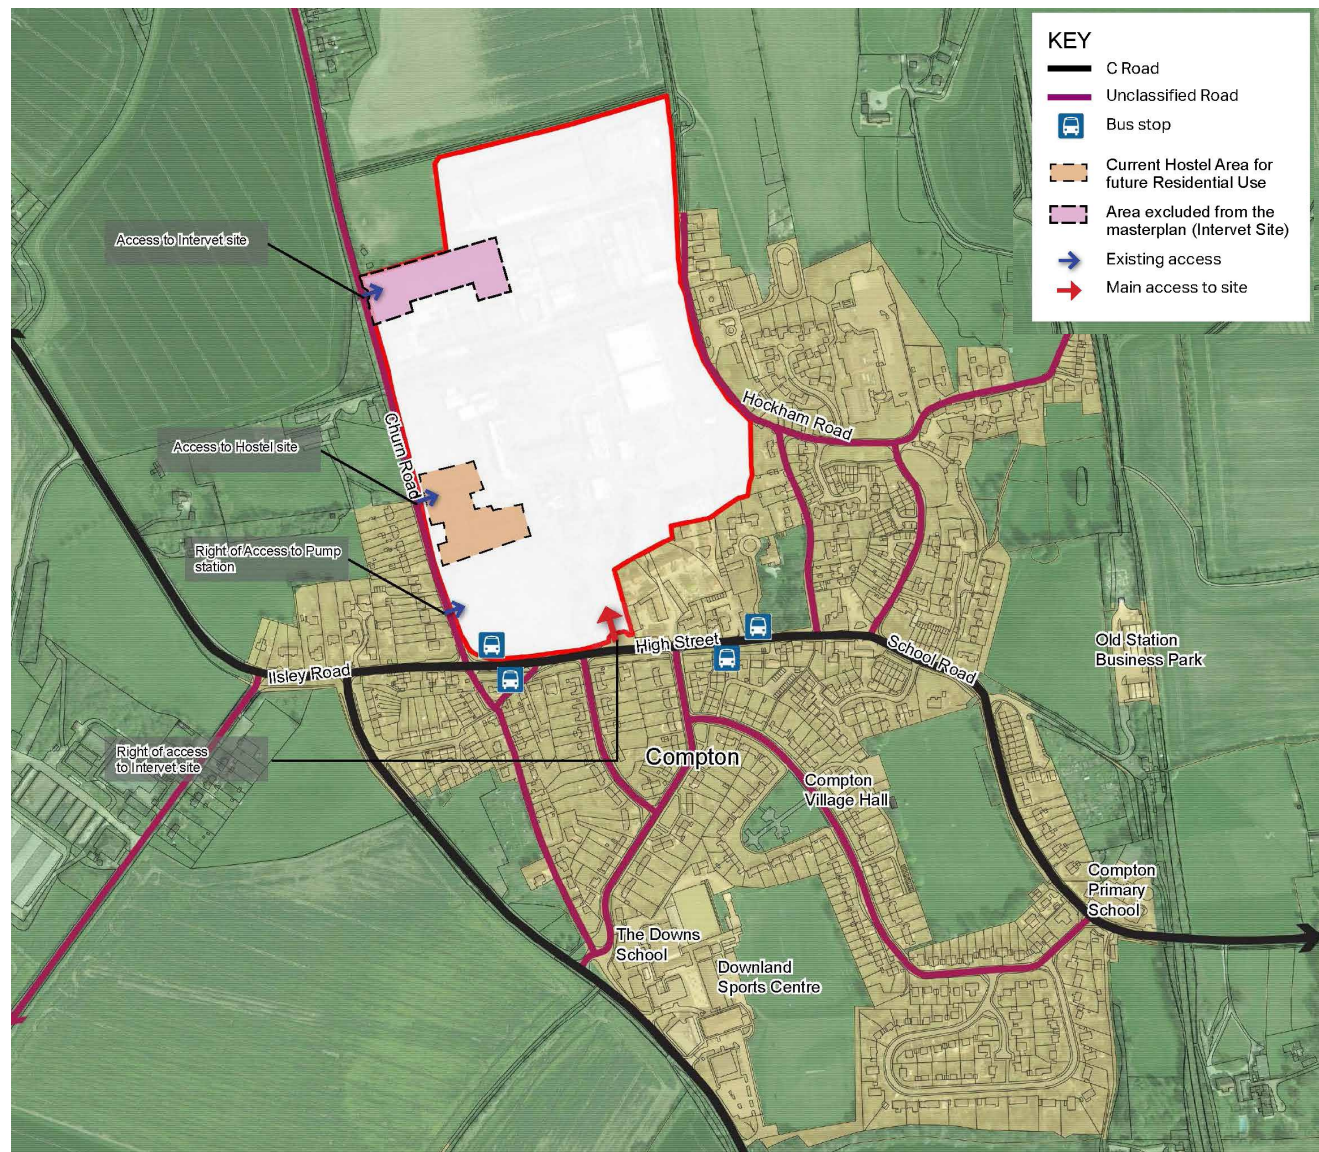 KEY
C Road
Unclassified Road
Bus stop
Current Hostel Area for
future Residential Use
Area excluded from the
masterplan (Intervet Site)
Existing access
Main access to site
Access to Intervet site
Churn Road
Hockham Road
Access to Hostel site
Right of Access to Pump
station
High Street
School Road
Old Station
Business Park
Ilsley Road
Right of access
to Intervet site
Compton
Compton
Village Hall
Compton
Primary
School
The Downs
School
Downland
Sports Centre